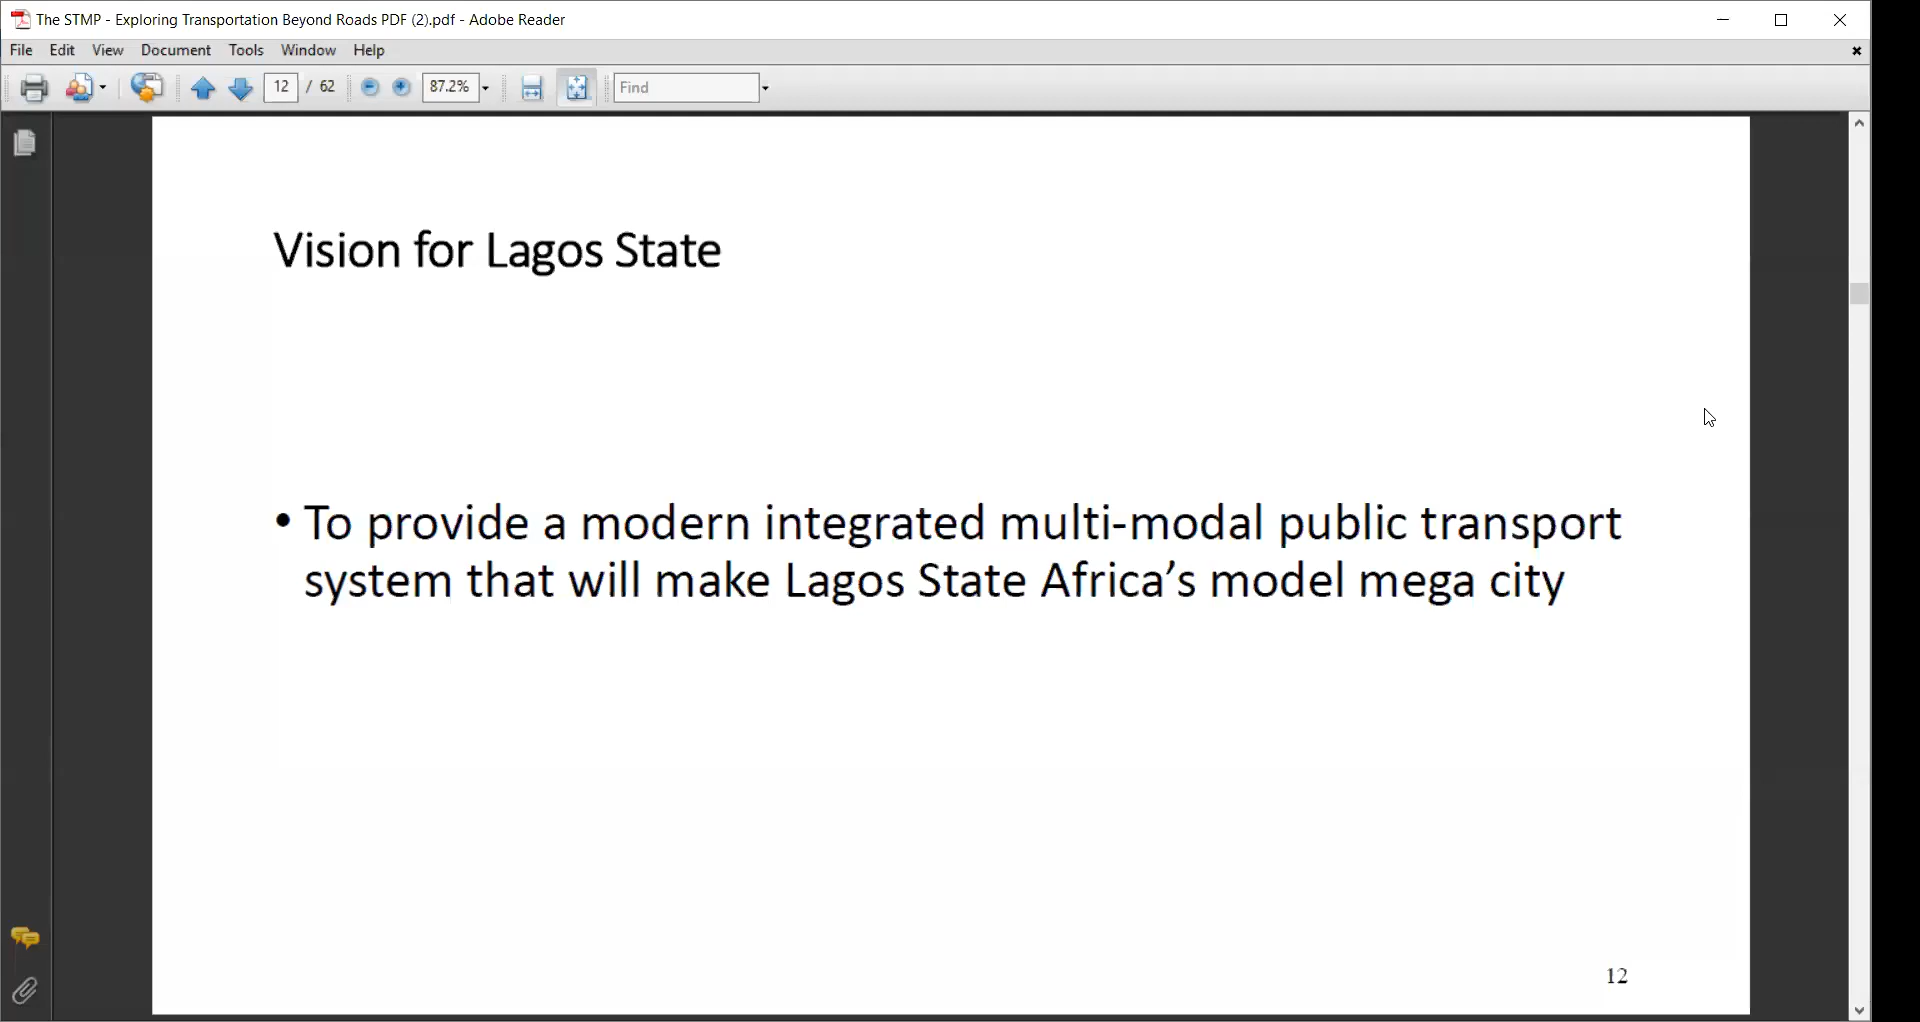 The STMP - Exploring Transportation Beyond Roads PDF (2).pdf - Adobe Reader
File Edit View Document Tools Window Help
12 / 62 87.2% Find
Vision for Lagos State
• To provide a modern integrated multi-modal public transport
system that will make Lagos State Africa’s model mega city
12